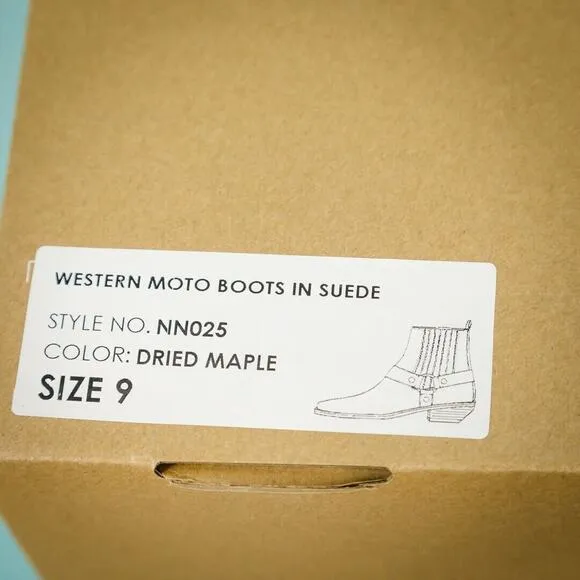 WESTERN MOTO BOOTS IN SUEDE
STYLE NO. NN025
COLOR: DRIED MAPLE
SIZE 9